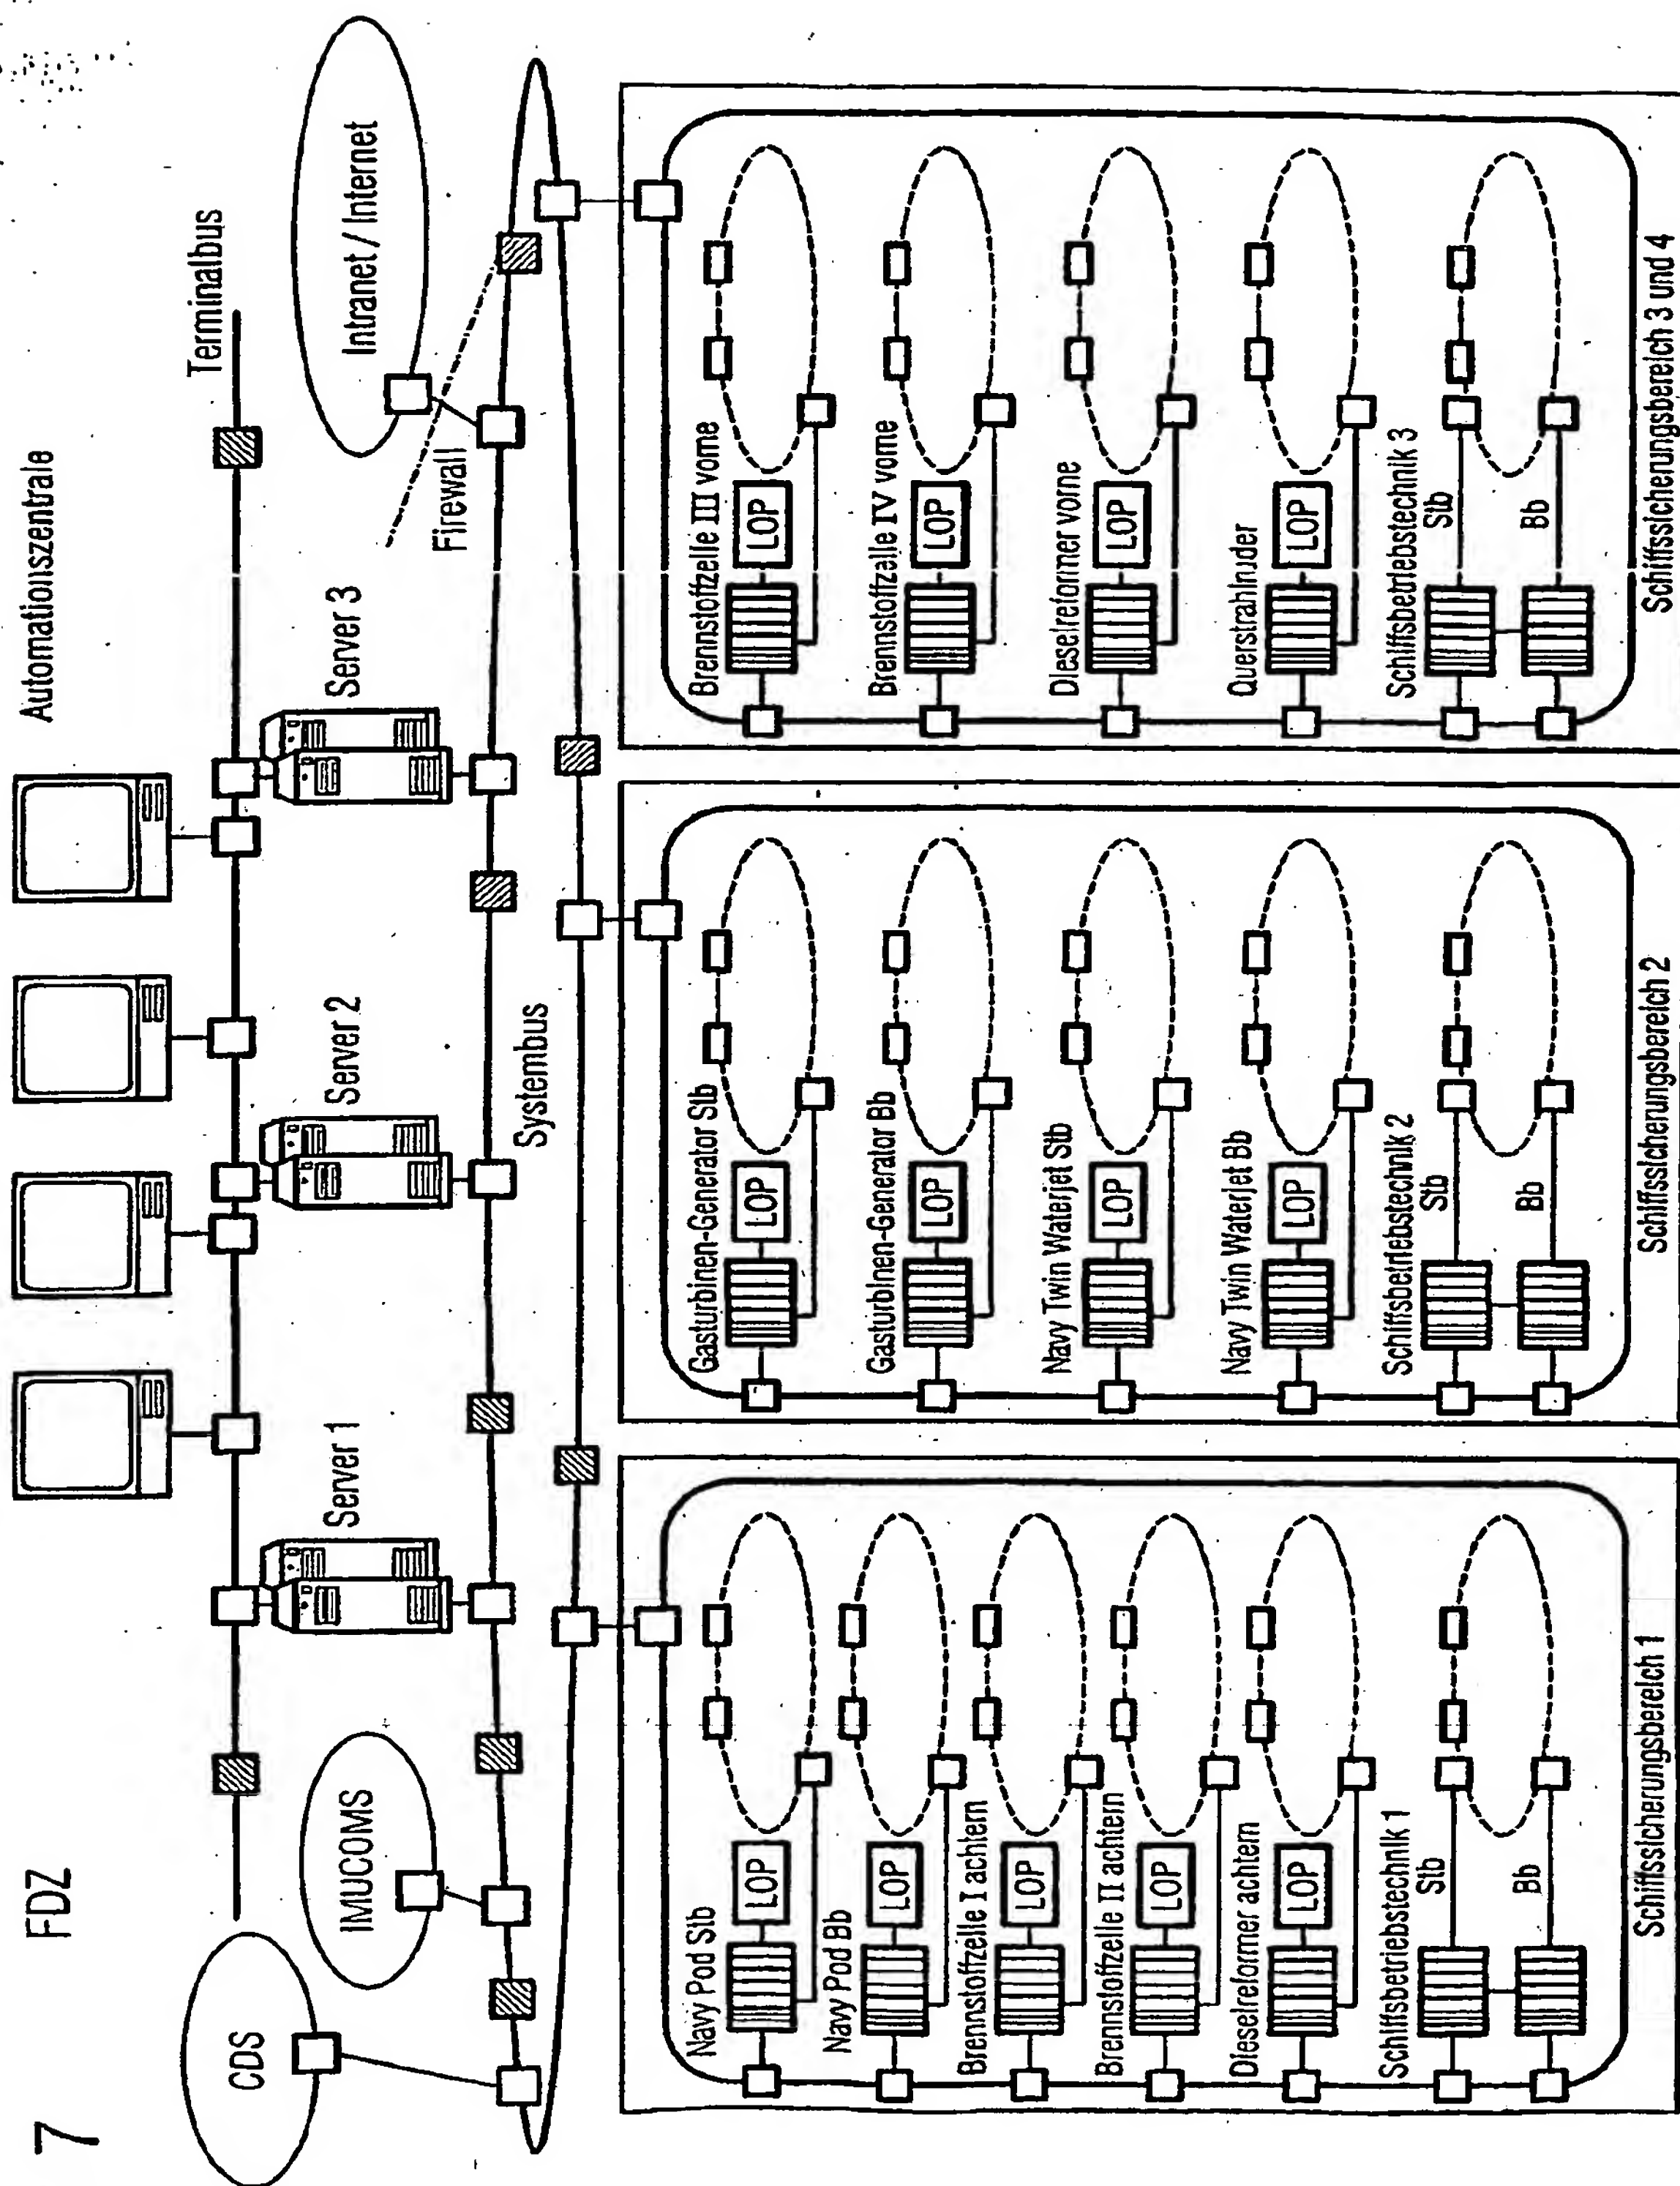 7
FDZ
Automationszentrale
Terminalbus
CDS
IMUCOMS
Server 1
Server 2
Server 3
Intranet / Internet
Firewall
Systembus
Navy Pod Stb
LOP
Navy Pod Bb
LOP
Brennstoffzelle I achtern
LOP
Brennstoffzelle II achtern
LOP
Dieselreformer achtern
LOP
Schiffsbetriebstechnik 1
Stb
Bb
Schiffssicherungsbereich 1
Gasturbinen-Generator Stb
LOP
Gasturbinen-Generator Bb
LOP
Navy Twin Waterjet Stb
LOP
Navy Twin Waterjet Bb
LOP
Schiffsbetriebstechnik 2
Stb
Bb
Schiffssicherungsbereich 2
Brennstoffzelle III vorne
LOP
Brennstoffzelle IV vorne
LOP
Dieselreformer vorne
LOP
Querstrahlruder
LOP
Schiffsbetriebstechnik 3
Stb
Bb
Schiffssicherungsbereich 3 und 4